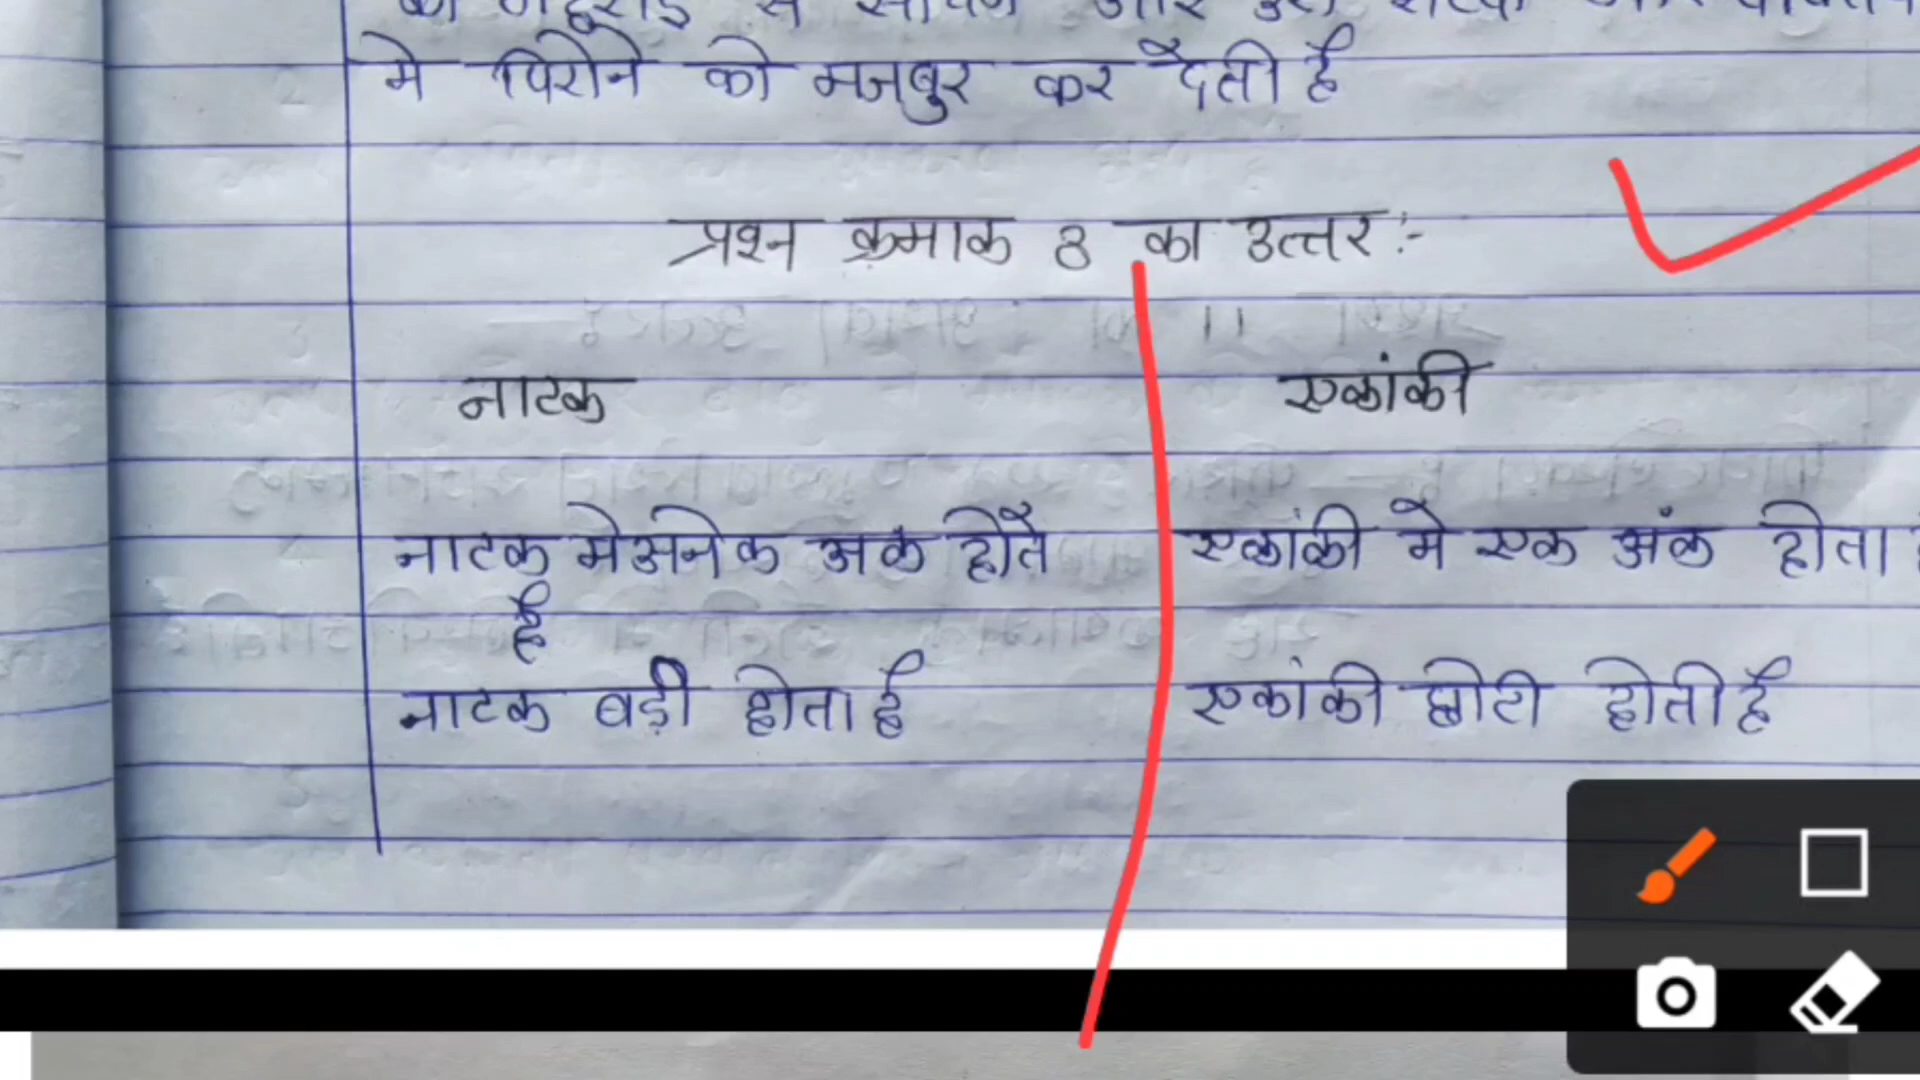 में पिरोने को मजबुर कर देती है
प्रश्न क्रमाक 8 का उत्तर :-
नाटक एकांकी
नाटक मे अनेक अंक होते एकांकी में एक अंक होता
है
नाटक बड़ी होता है एकांकी छोटी होती है